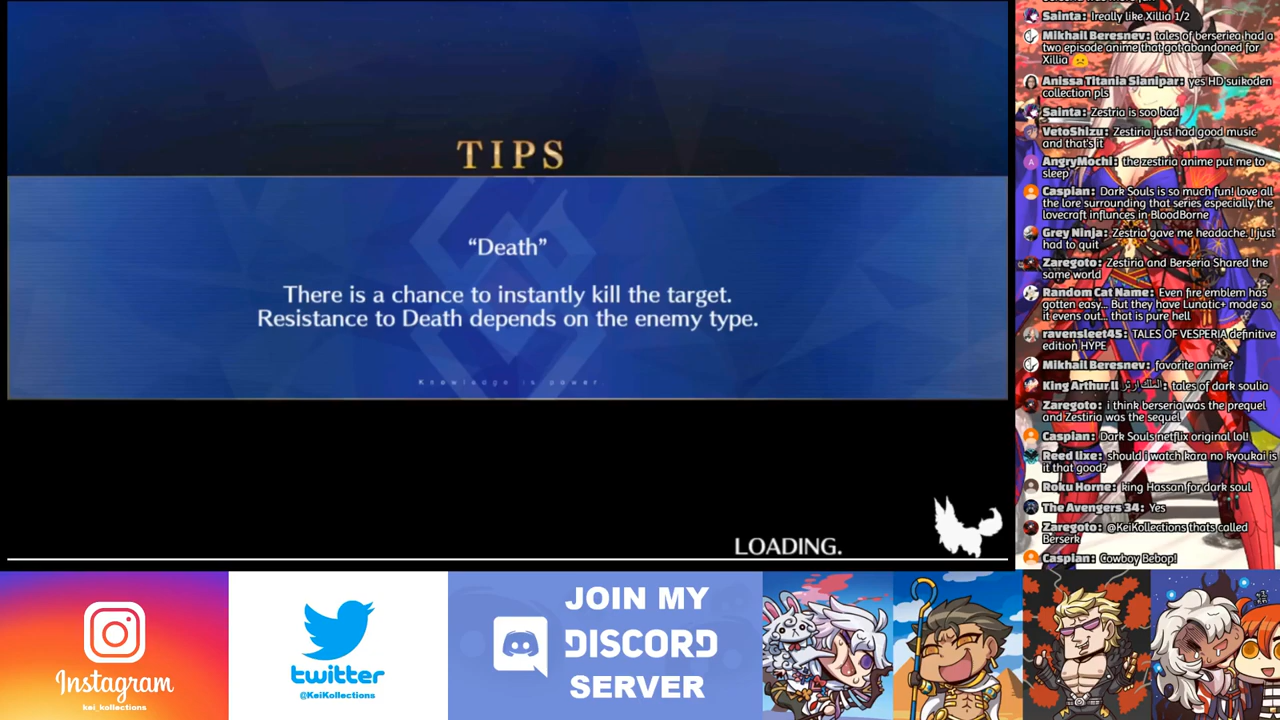 TIPS
“Death”
There is a chance to instantly kill the target.
Resistance to Death depends on the enemy type.
Knowledge is power
LOADING.
Sainta: Ireally like Xillia 1/2
Mikhail Beresnev: tales of berseriea had a
two episode anime that got abandoned for
Xillia
Anissa Titania Sianipar: yes HD suikoden
collection pls
Sainta: Zestria is soo bad
VetoShizu: Zestiria just had good music
and that's it
A
AngryMochi: the zestiria anime put me to
sleep
Caspian: Dark Souls is so much fun! love all
the lore surrounding that series especially the
lovecraft influnces in BloodBorne
Grey Ninja: Zestria gave me headache. I just
had to quit
Zaregoto: Zestiria and Berseria Shared the
same world
Random Cat Name: Even fire emblem has
gotten easy... But they have Lunatic+ mode so
it evens out... that is pure hell
ravensleet45: TALES OF VESPERIA definitive
edition HYPE
Mikhail Beresnev: favorite anime?
King Arthur ll الملك آرثر: tales of dark soulia
Zaregoto: i think berseria was the prequel
and Zestiria was the sequel
Caspian: Dark Souls netflix original lol!
Reed lixe: should i watch kara no kyoukai is
it that good?
Roku Horne: king Hassan for dark soul
The Avengers 34: Yes
Zaregoto: @KeiKollections thats called
Berserk
Caspian: Cowboy Bebop!
Instagram
kei_kollections
twitter
@KeiKollections
JOIN MY
DISCORD
SERVER